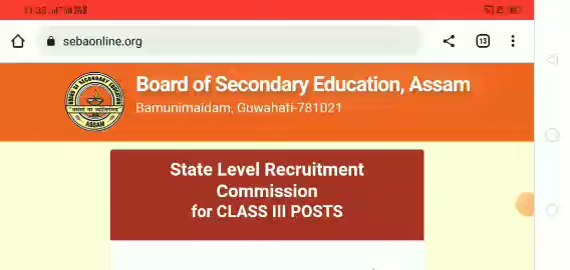 sebaonline.org
13
Board of Secondary Education, Assam
Bamunimaidam, Guwahati-781021
ASSAM
State Level Recruitment
Commission
for CLASS III POSTS